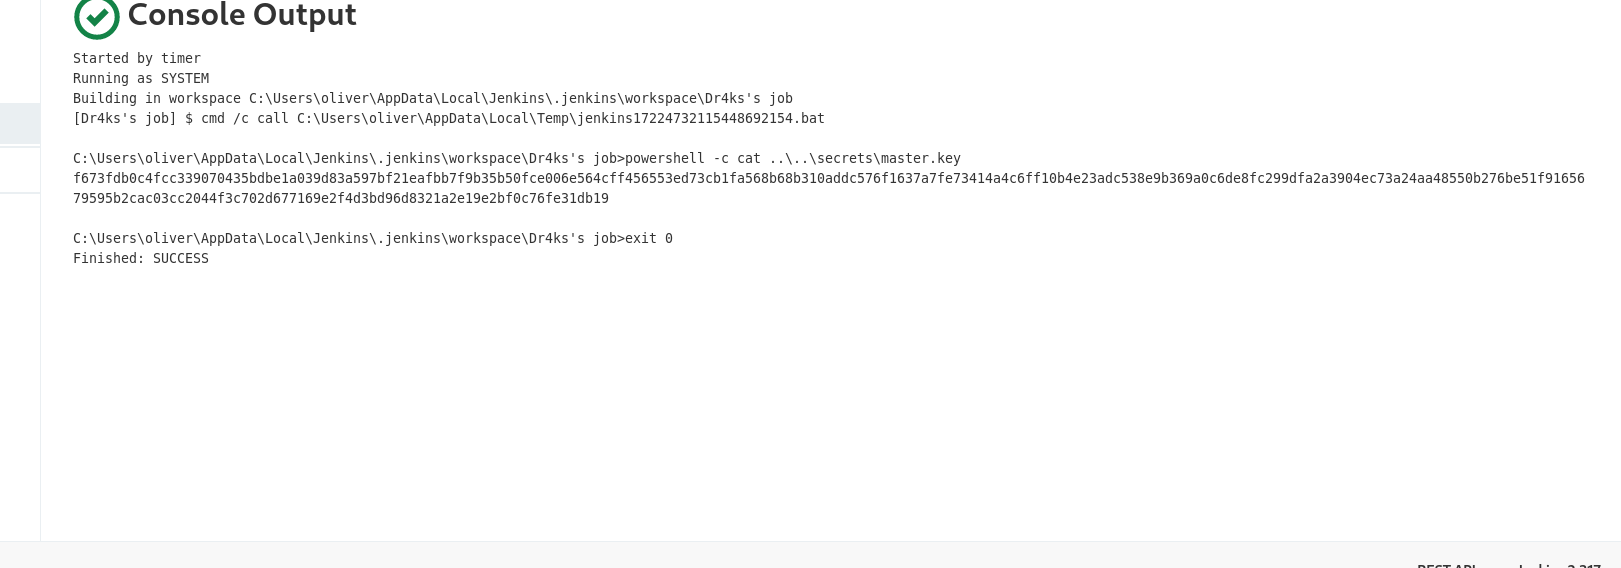 Console Output
Started by timer
Running as SYSTEM
Building in workspace C:\Users\oliver\AppData\Local\Jenkins\.jenkins\workspace\Dr4ks's job
[Dr4ks's job] $ cmd /c call C:\Users\oliver\AppData\Local\Temp\jenkins17224732115448692154.bat
C:\Users\oliver\AppData\Local\Jenkins\.jenkins\workspace\Dr4ks's job>powershell -c cat ..\..\secrets\master.key
f673fdb0c4fcc339070435bdbe1a039d83a597bf21eafbb7f9b35b50fce006e564cff456553ed73cb1fa568b68b310addc576f1637a7fe73414a4c6ff10b4e23adc538e9b369a0c6de8fc299dfa2a3904ec73a24aa48550b276be51f91656
79595b2cac03cc2044f3c702d677169e2f4d3bd96d8321a2e19e2bf0c76fe31db19
C:\Users\oliver\AppData\Local\Jenkins\.jenkins\workspace\Dr4ks's job>exit 0
Finished: SUCCESS